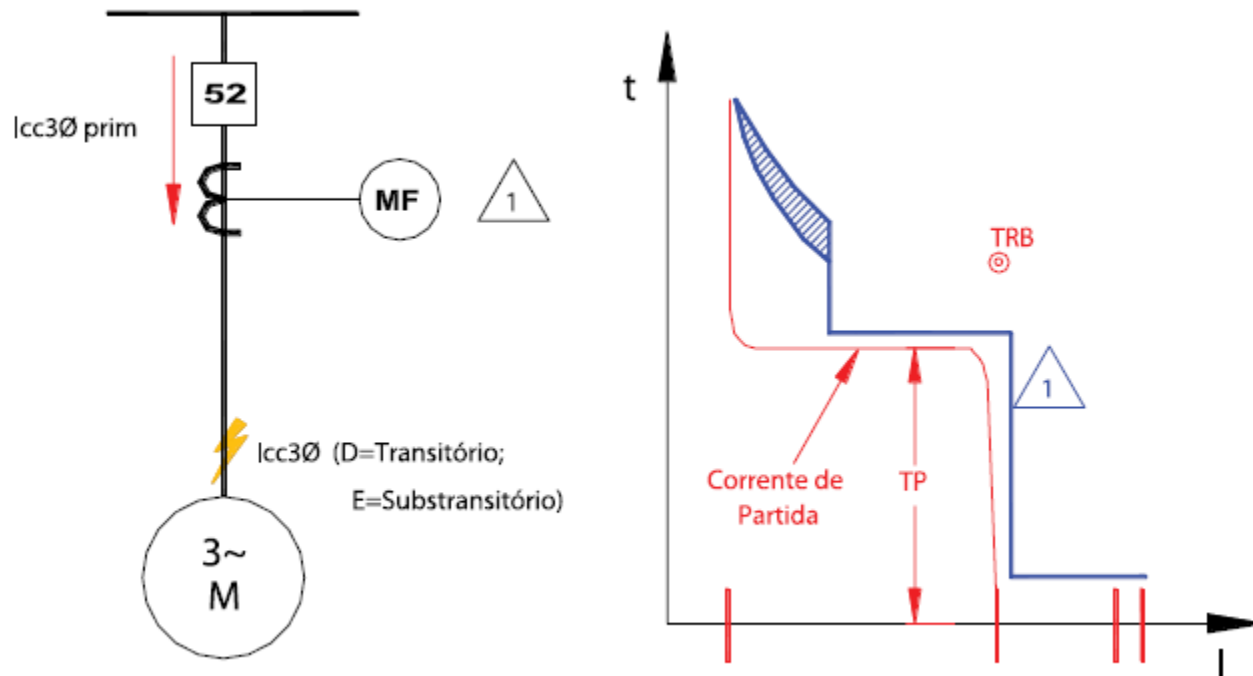 52
Icc3Ø prim
MF
1
Icc3Ø (D=Transitório;
E=Substransitório)
3~
M
t
TRB
1
Corrente de
Partida
TP
I